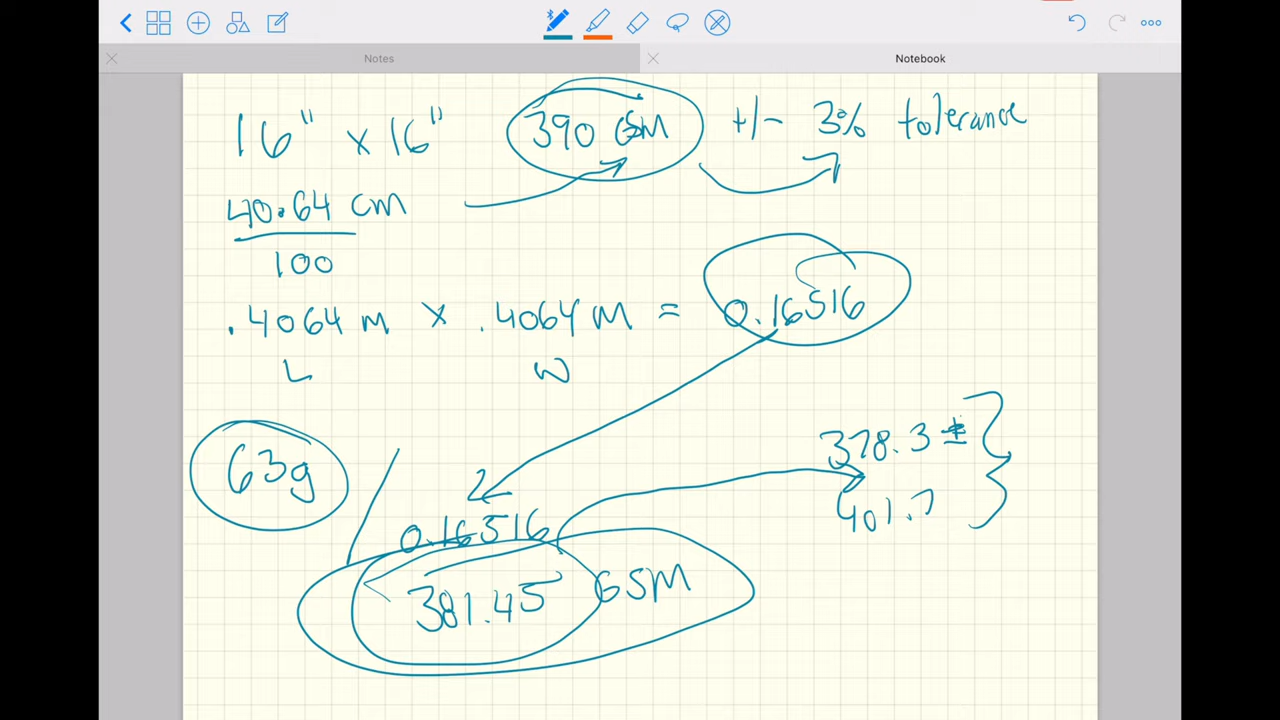 Notes Notebook
16" x 16" 390 GSM +/- 3% tolerance
40.64 cm
100
.4064 m x .4064 M = 0.16516
L W
63g
378.3 ±
401.7
0.16516
381.45 GSM